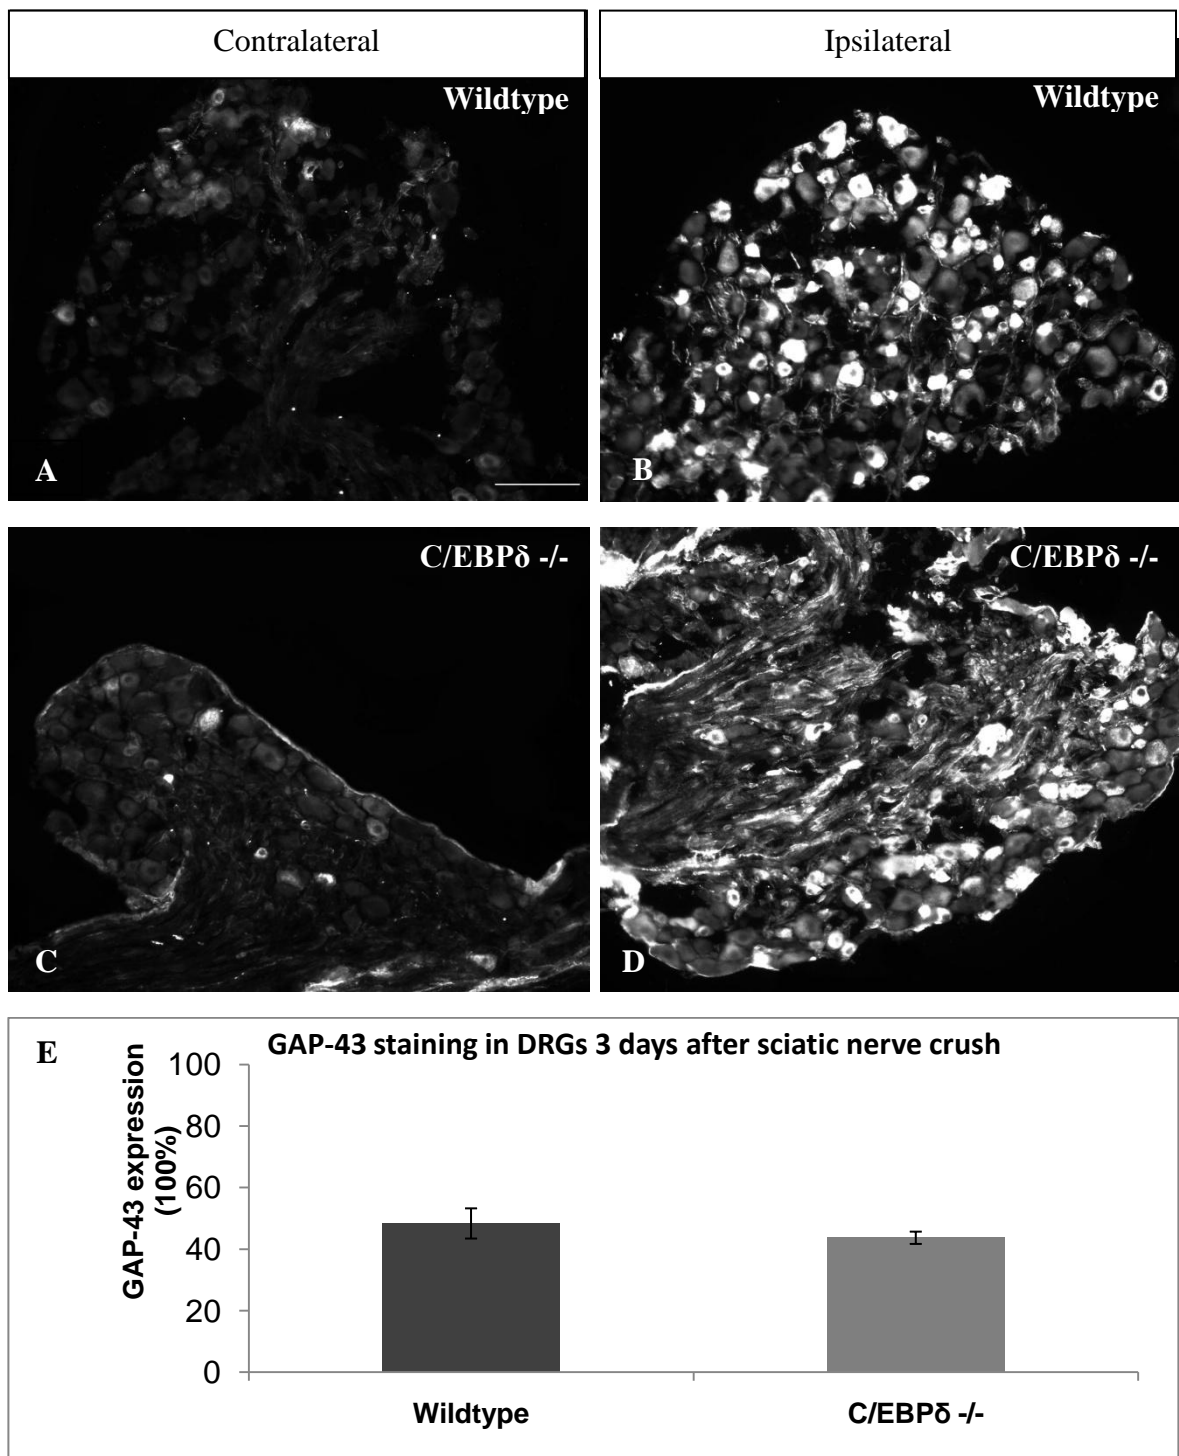 Contralateral
Ipsilateral
Wildtype
Wildtype
A
B
C/EBPδ -/-
C/EBPδ -/-
C
D
E
GAP-43 staining in DRGs 3 days after sciatic nerve crush
GAP-43 expression
(100%)
100
80
60
40
20
0
Wildtype
C/EBPδ -/-